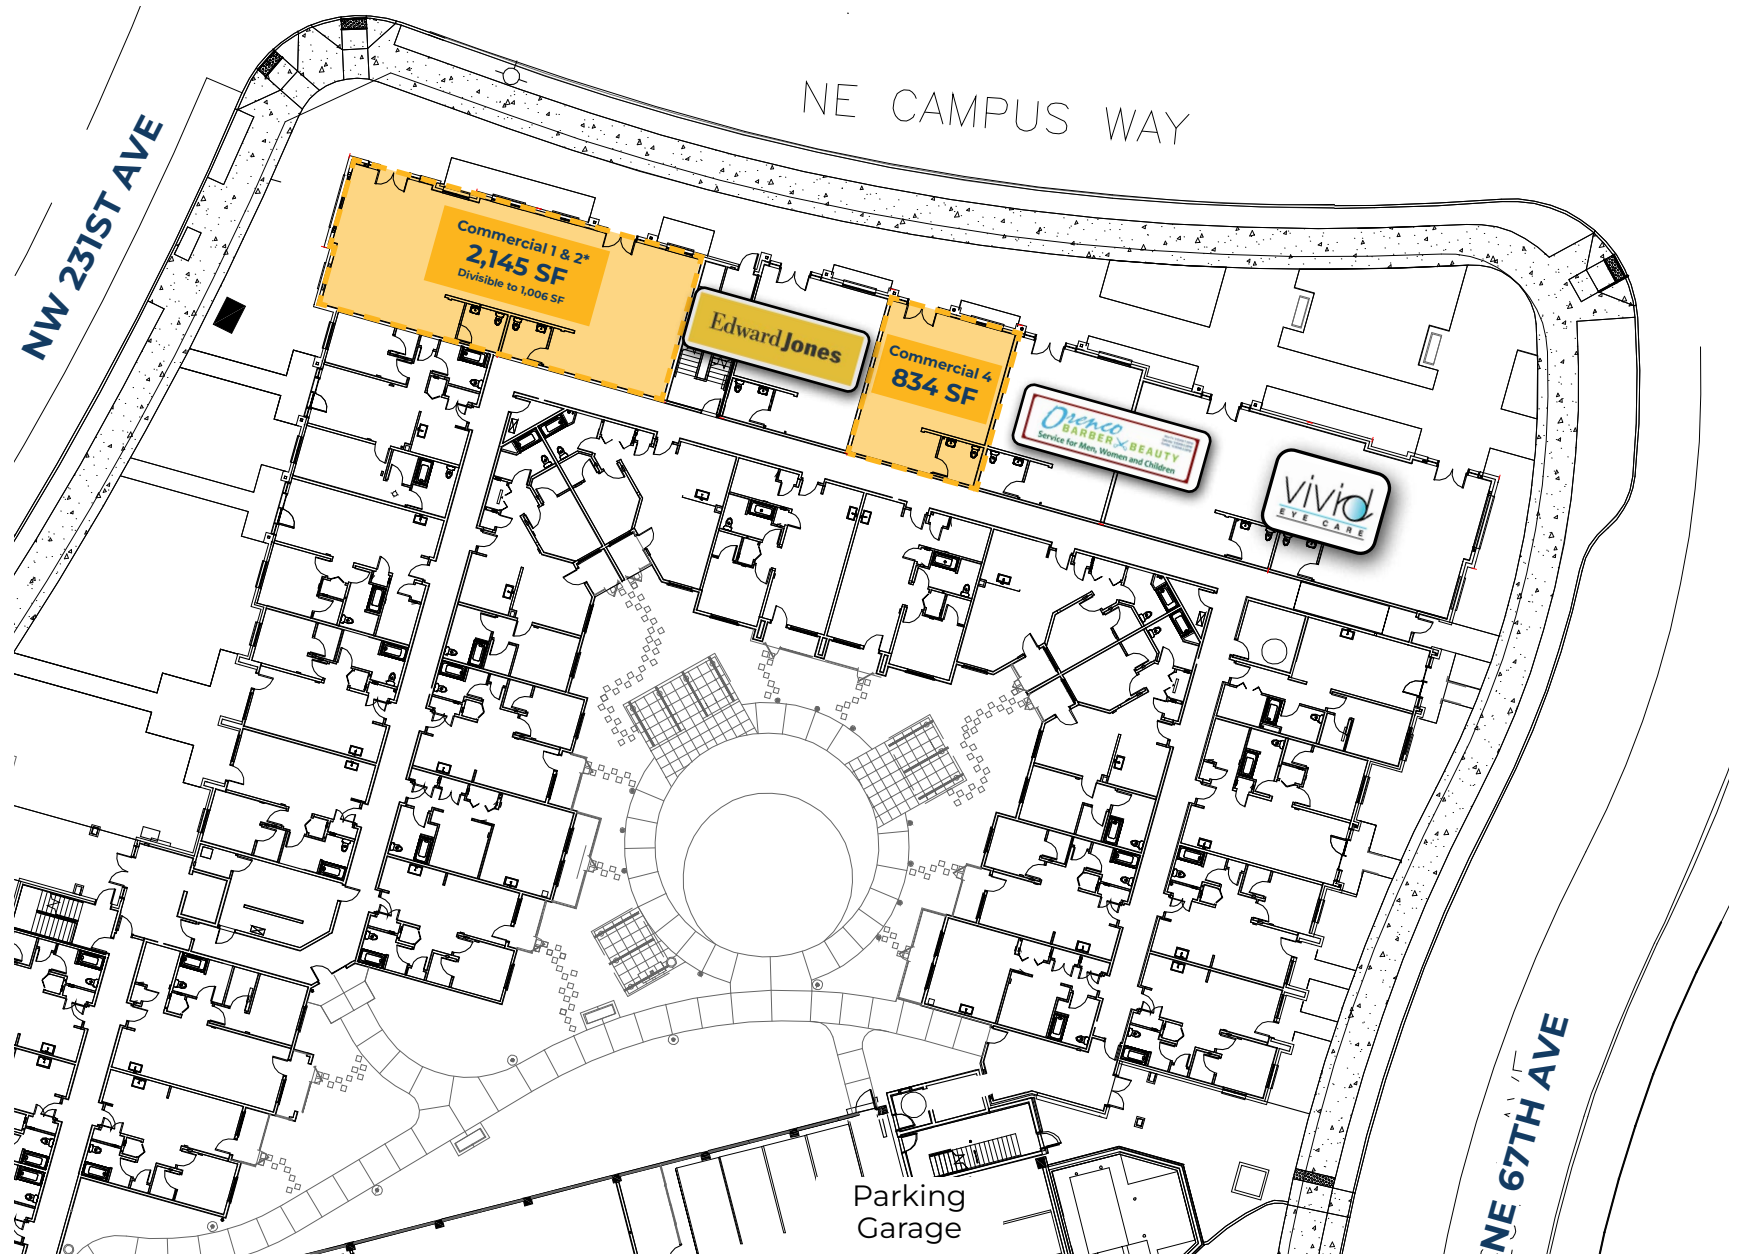 NE CAMPUS WAY
NW 231ST AVE
Commercial 1 & 2*
2,145 SF
Divisible to 1,006 SF
Edward Jones
Commercial 4
834 SF
Orenco
BARBER BEAUTY
Service for Men, Women and Children
vivid
EYE CARE
NE 67TH AVE
Parking
Garage